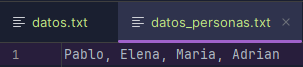 datos.txt datos_personas.txt ×
1 Pablo, Elena, Maria, Adrian